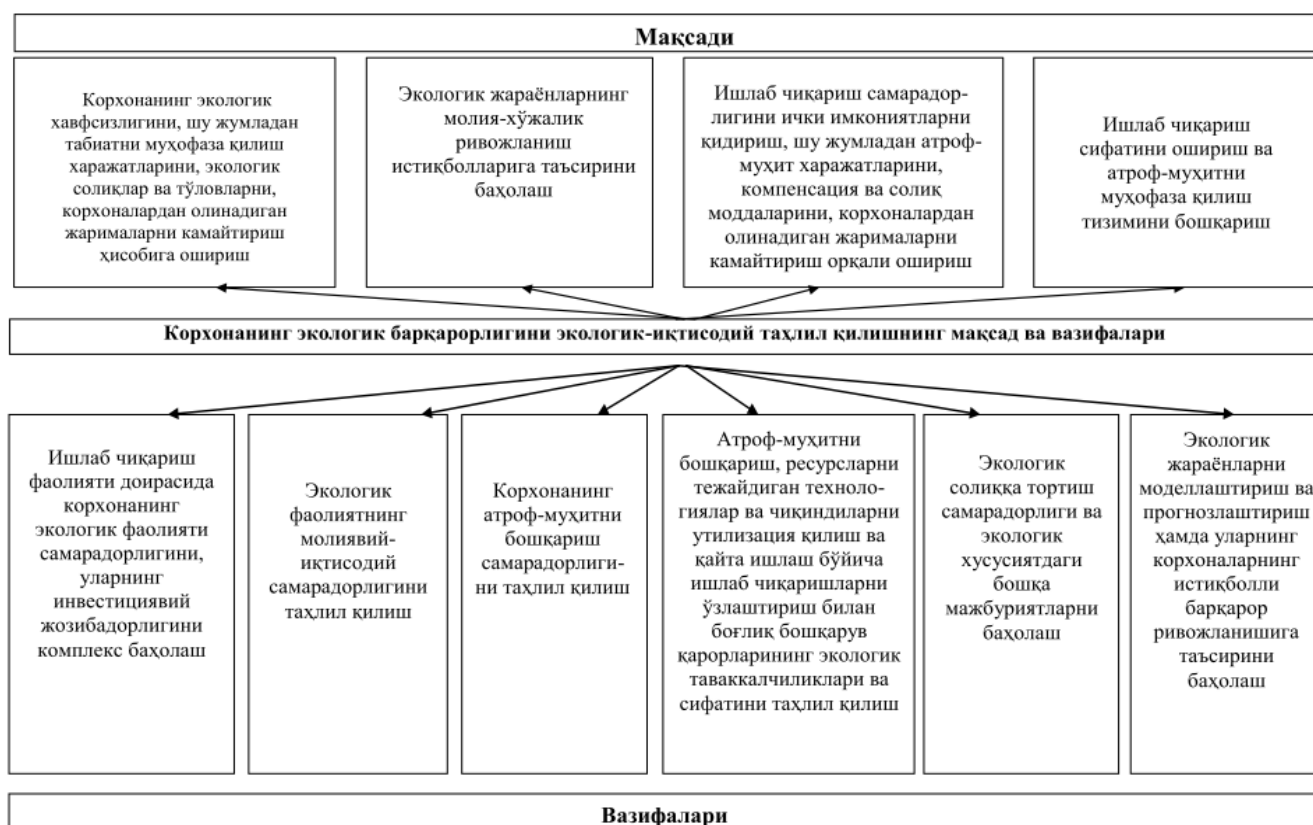 Мақсади
Корхонанинг экологик
хавфсизлигини, шу жумладан
табиатни муҳофаза қилиш
харажатларини, экологик
солиқлар ва тўловларни,
корхоналардан олинадиган
жарималарни камайтириш
ҳисобига ошириш
Экологик жараёнларнинг
молия-хўжалик
ривожланиш
истиқболларига таъсирини
баҳолаш
Ишлаб чиқариш самарадор-
лигини ички имкониятларни
қидириш, шу жумладан атроф-
муҳит харажатларини,
компенсация ва солиқ
моддаларини, корхоналардан
олинадиган жарималарни
камайтириш орқали ошириш
Ишлаб чиқариш
сифатини ошириш ва
атроф-муҳитни
муҳофаза қилиш
тизимини бошқариш
Корхонанинг экологик барқарорлигини экологик-иқтисодий таҳлил қилишнинг мақсад ва вазифалари
Ишлаб чиқариш
фаолияти доирасида
корхонанинг
экологик фаолияти
самарадорлигини,
уларнинг
инвестициявий
жозибадорлигини
комплекс баҳолаш
Экологик
фаолиятнинг
молиявий-
иқтисодий
самарадорлигини
таҳлил қилиш
Корхонанинг
атроф-муҳитни
бошқариш
самарадорлиги-
ни таҳлил қилиш
Атроф-муҳитни
бошқариш, ресурсларни
тежайдиган техноло-
гиялар ва чиқиндиларни
утилизация қилиш ва
қайта ишлаш бўйича
ишлаб чиқаришларни
ўзлаштириш билан
боғлиқ бошқарув
қарорларининг экологик
таваккалчиликлари ва
сифатини таҳлил қилиш
Экологик
солиққа тортиш
самарадорлиги ва
экологик
хусусиятдаги
бошқа
мажбуриятларни
баҳолаш
Экологик
жараёнларни
моделлаштириш ва
прогнозлаштириш
ҳамда уларнинг
корхоналарнинг
истиқболли
барқарор
ривожланишига
таъсирини
баҳолаш
Вазифалари